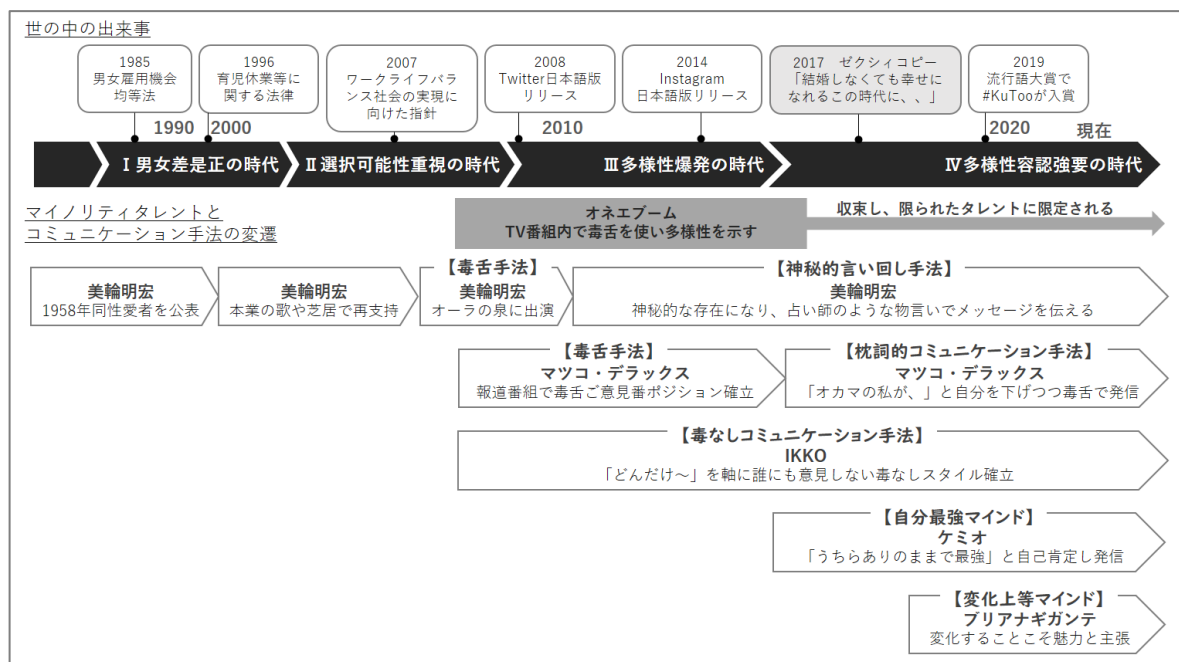 世の中の出来事
1985
男女雇用機会
均等法
1996
育児休業等に
関する法律
2007
ワークライフバラ
ンス社会の実現に
向けた指針
2008
Twitter日本語版
リリース
2014
Instagram
日本語版リリース
2017　ゼクシィコピー
「結婚しなくても幸せに
なれるこの時代に、、」
2019
流行語大賞で
#KuTooが入賞
1990
2000
2010
2020
現在
Ⅰ男女差是正の時代
Ⅱ選択可能性重視の時代
Ⅲ多様性爆発の時代
Ⅳ多様性容認強要の時代
マイノリティタレントと
コミュニケーション手法の変遷
オネエブーム
TV番組内で毒舌を使い多様性を示す
収束し、限られたタレントに限定される
美輪明宏
1958年同性愛者を公表
美輪明宏
本業の歌や芝居で再支持
【毒舌手法】
美輪明宏
オーラの泉に出演
【神秘的言い回し手法】
美輪明宏
神秘的な存在になり、占い師のような物言いでメッセージを伝える
【毒舌手法】
マツコ・デラックス
報道番組で毒舌ご意見番ポジション確立
【枕詞的コミュニケーション手法】
マツコ・デラックス
「オカマの私が、」と自分を下げつつ毒舌で発信
【毒なしコミュニケーション手法】
IKKO
「どんだけ～」を軸に誰にも意見しない毒なしスタイル確立
【自分最強マインド】
ケミオ
「うちらありのままで最強」と自己肯定し発信
【変化上等マインド】
ブリアナギガンテ
変化することこそ魅力と主張